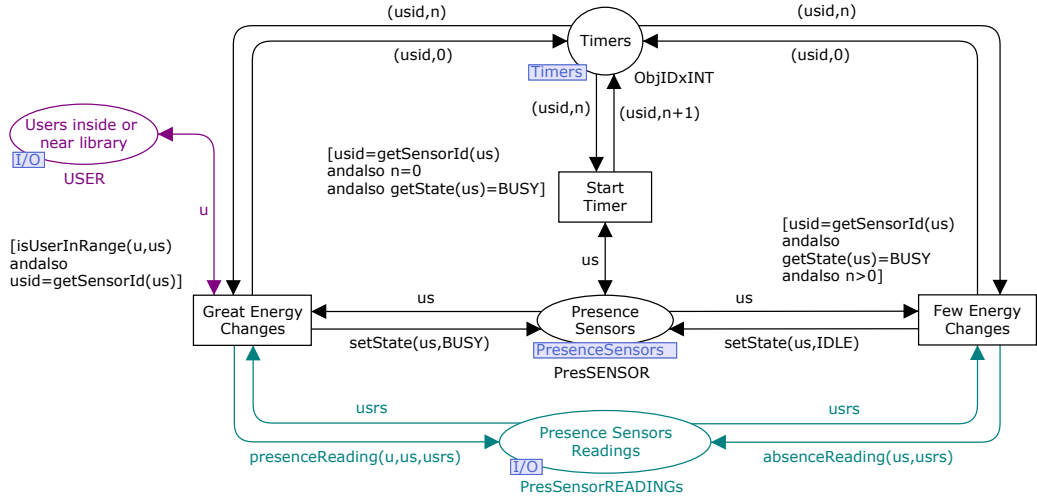 (usid,n)
(usid,n)
Timers
(usid,0)
(usid,0)
Timers
ObjIDxINT
(usid,n)
(usid,n+1)
Users inside or
near library
I/O
USER
[usid=getSensorId(us)
andalso n=0
andalso getState(us)=BUSY]
Start
Timer
u
[isUserInRange(u,us)
andalso
usid=getSensorId(us)]
[usid=getSensorId(us)
andalso
getState(us)=BUSY
andalso n>0]
us
us
us
Great Energy
Changes
Presence
Sensors
Few Energy
Changes
setState(us,BUSY)
PresenceSensors
setState(us,IDLE)
PresSENSOR
usrs
usrs
Presence Sensors
Readings
presenceReading(u,us,usrs)
I/O
absenceReading(us,usrs)
PresSensorREADINGs